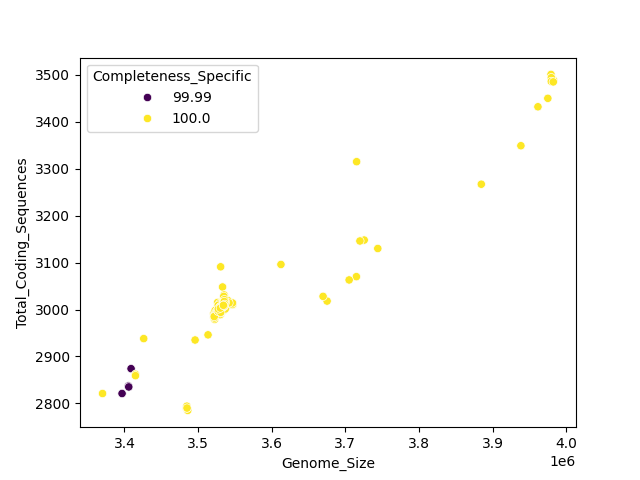 Completeness_Specific
99.99
100.0
3500
3400
3300
3200
3100
3000
2900
2800
Total_Coding_Sequences
3.4 3.5 3.6 3.7 3.8 3.9 4.0
1e6
Genome_Size